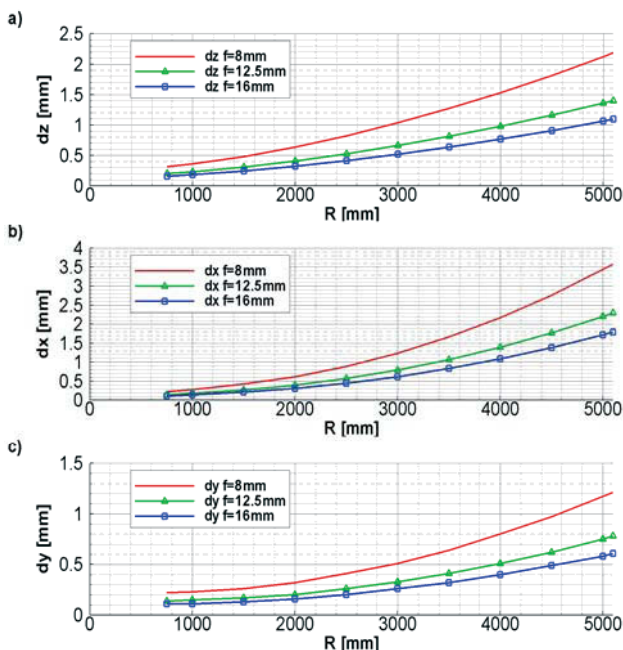 a)
2.5
2
1.5
1
0.5
0
dz [mm]
dz f=8mm
dz f=12.5mm
dz f=16mm
0 1000 2000 3000 4000 5000
R [mm]
b)
4
3.5
3
2.5
2
1.5
1
0.5
0
dx [mm]
dx f=8mm
dx f=12.5mm
dx f=16mm
0 1000 2000 3000 4000 5000
R [mm]
c)
1.5
1
0.5
0
dy [mm]
dy f=8mm
dy f=12.5mm
dy f=16mm
0 1000 2000 3000 4000 5000
R [mm]